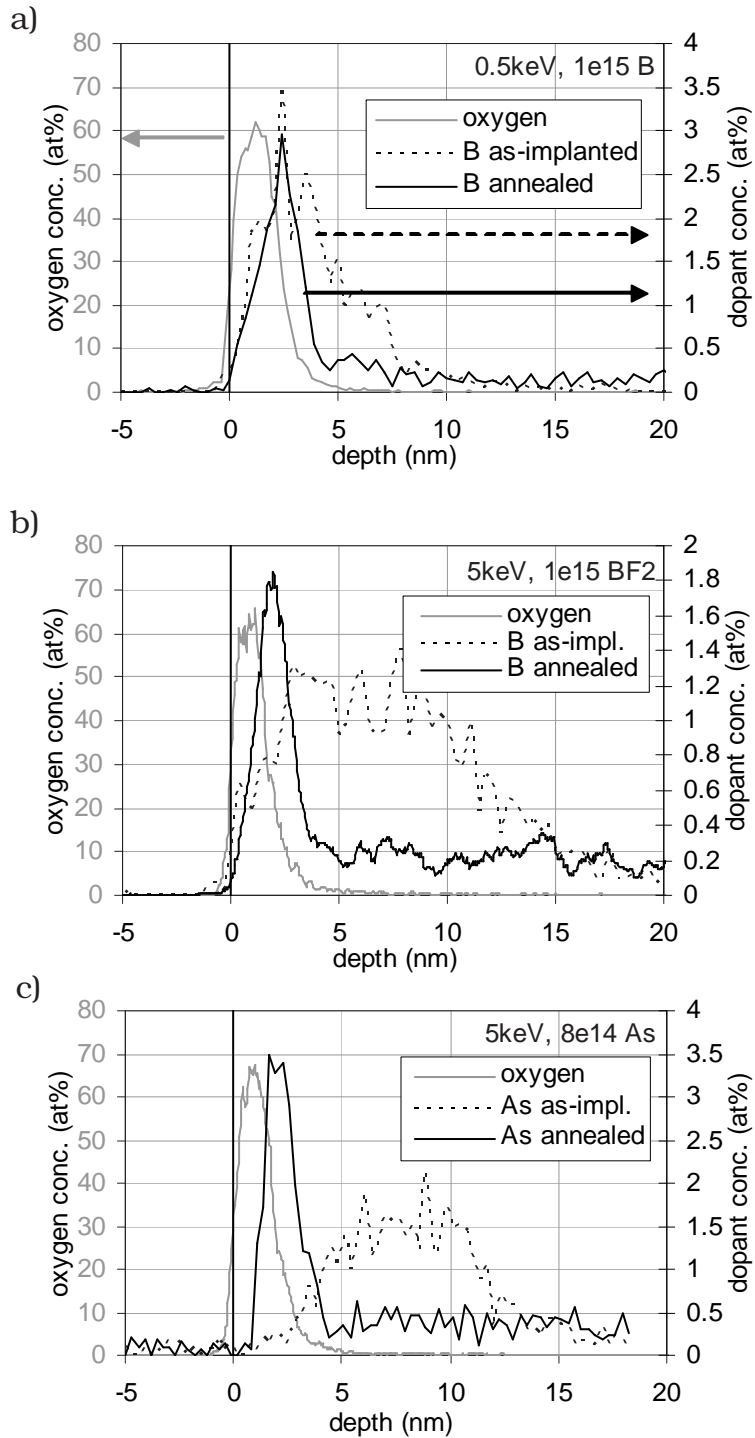 a)
0.5keV, 1e15 B
oxygen
B as-implanted
B annealed
oxygen conc. (at%)
dopant conc. (at%)
80
70
60
50
40
30
20
10
0
4
3.5
3
2.5
2
1.5
1
0.5
0
-5 0 5 10 15 20
depth (nm)
b)
5keV, 1e15 BF2
oxygen
B as-impl.
B annealed
oxygen conc. (at%)
dopant conc. (at%)
80
70
60
50
40
30
20
10
0
2
1.8
1.6
1.4
1.2
1
0.8
0.6
0.4
0.2
0
-5 0 5 10 15 20
depth (nm)
c)
5keV, 8e14 As
oxygen
As as-impl.
As annealed
oxygen conc. (at%)
dopant conc. (at%)
80
70
60
50
40
30
20
10
0
4
3.5
3
2.5
2
1.5
1
0.5
0
-5 0 5 10 15 20
depth (nm)